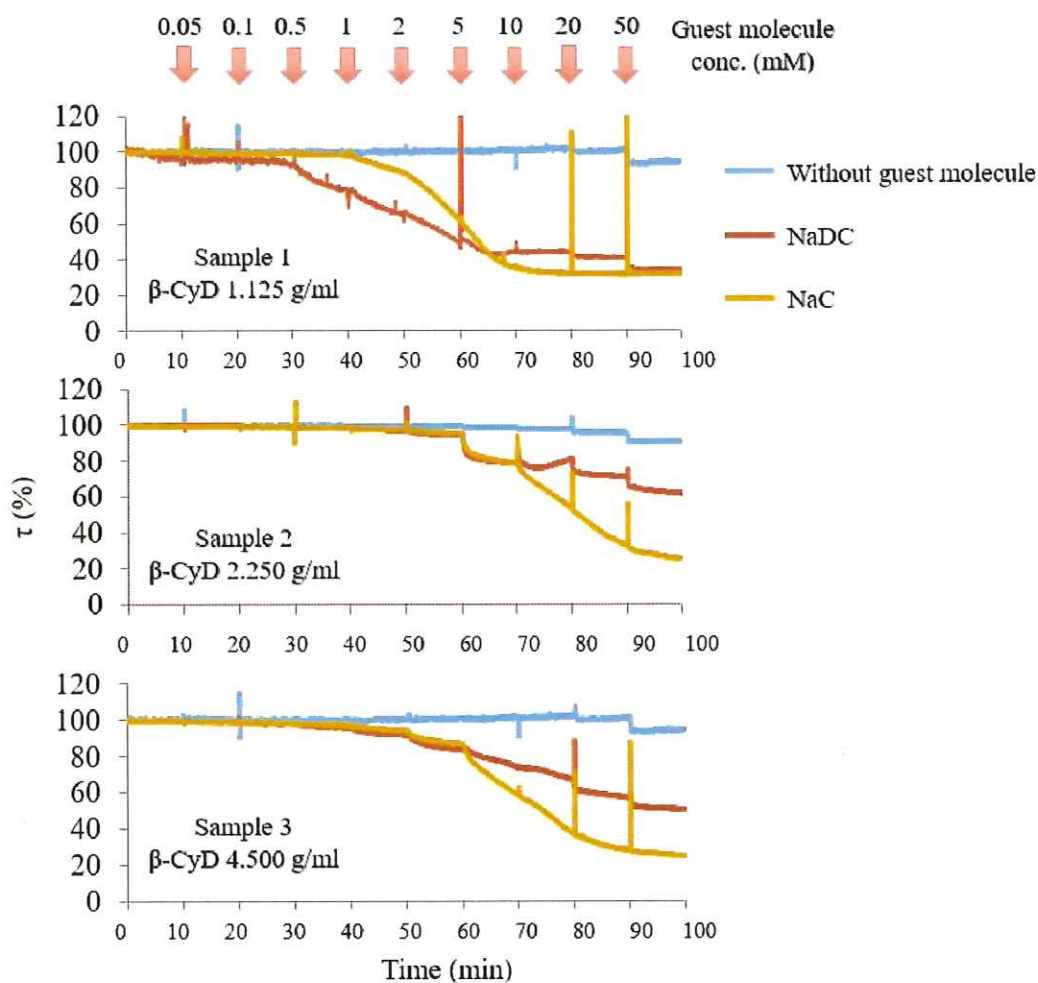 0.05 0.1 0.5 1 2 5 10 20 50 Guest molecule
conc. (mM)
120
100
80
60
40
20
0
Sample 1
β-CyD 1.125 g/ml
0 10 20 30 40 50 60 70 80 90 100
Without guest molecule
NaDC
NaC
τ (%)
120
100
80
60
40
20
0
Sample 2
β-CyD 2.250 g/ml
0 10 20 30 40 50 60 70 80 90 100
120
100
80
60
40
20
0
Sample 3
β-CyD 4.500 g/ml
0 10 20 30 40 50 60 70 80 90 100
Time (min)